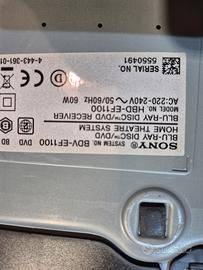 SONY SYSTEM NO. BDV-EF1100
BLU-RAY DISC™/DVD
HOME THEATRE SYSTEM
BLU-RAY DISC™/DVD RECEIVER
MODEL NO. HBD-EF1100
AC:220-240V~50/60Hz 60W
SERIAL NO.
5550491
4-443-361-01
BD
DVD